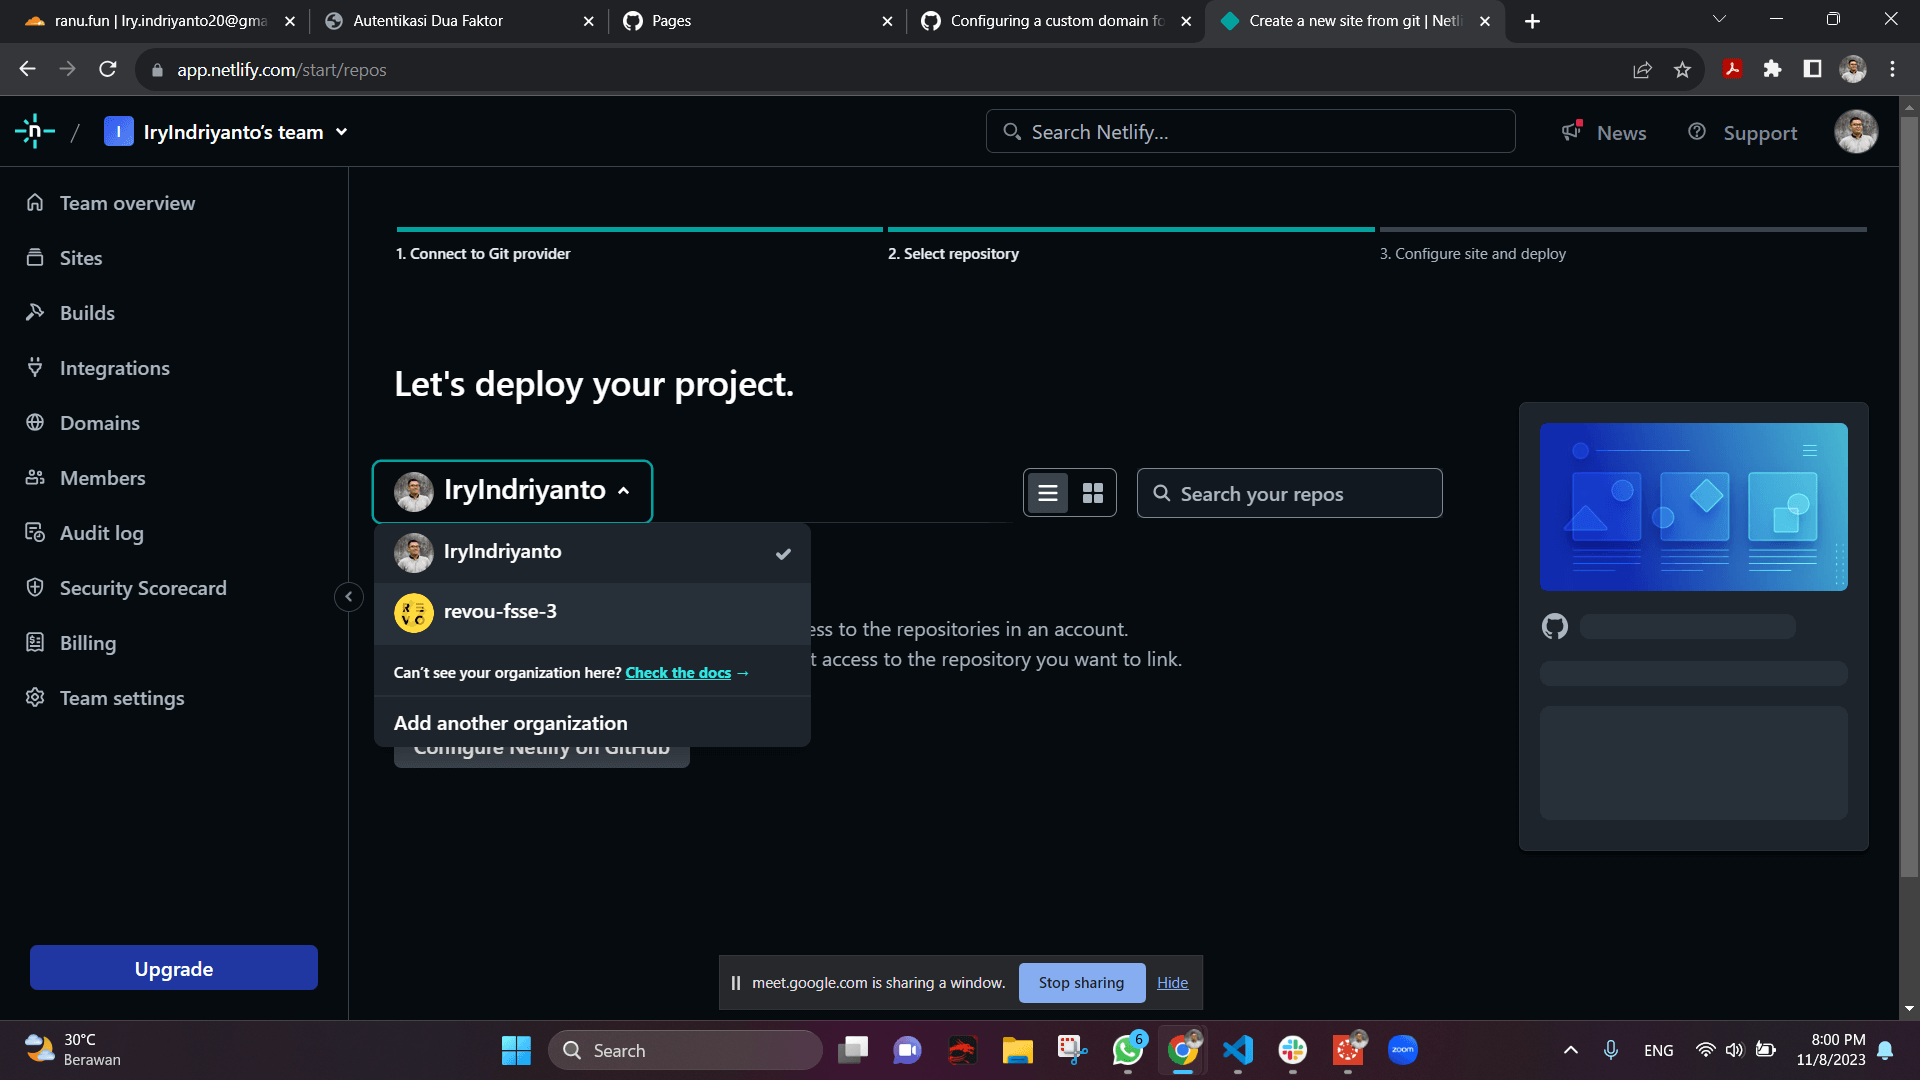 ranu.fun | Iry.indriyanto20@gma
Autentikasi Dua Faktor
Pages
Configuring a custom domain fo
Create a new site from git | Netli
app.netlify.com/start/repos
n
/
I
IryIndriyanto's team
Search Netlify...
News
Support
Team overview
Sites
Builds
Integrations
Domains
Members
Audit log
Security Scorecard
Billing
Team settings
Upgrade
1. Connect to Git provider
2. Select repository
3. Configure site and deploy
Let's deploy your project.
IryIndriyanto
Search your repos
IryIndriyanto
revou-fsse-3
ess to the repositories in an account.
t access to the repository you want to link.
Can't see your organization here? Check the docs →
Add another organization
Configure Netlify on GitHub
meet.google.com is sharing a window.
Stop sharing
Hide
30°C
Berawan
Search
6
zoom
ENG
8:00 PM
11/8/2023